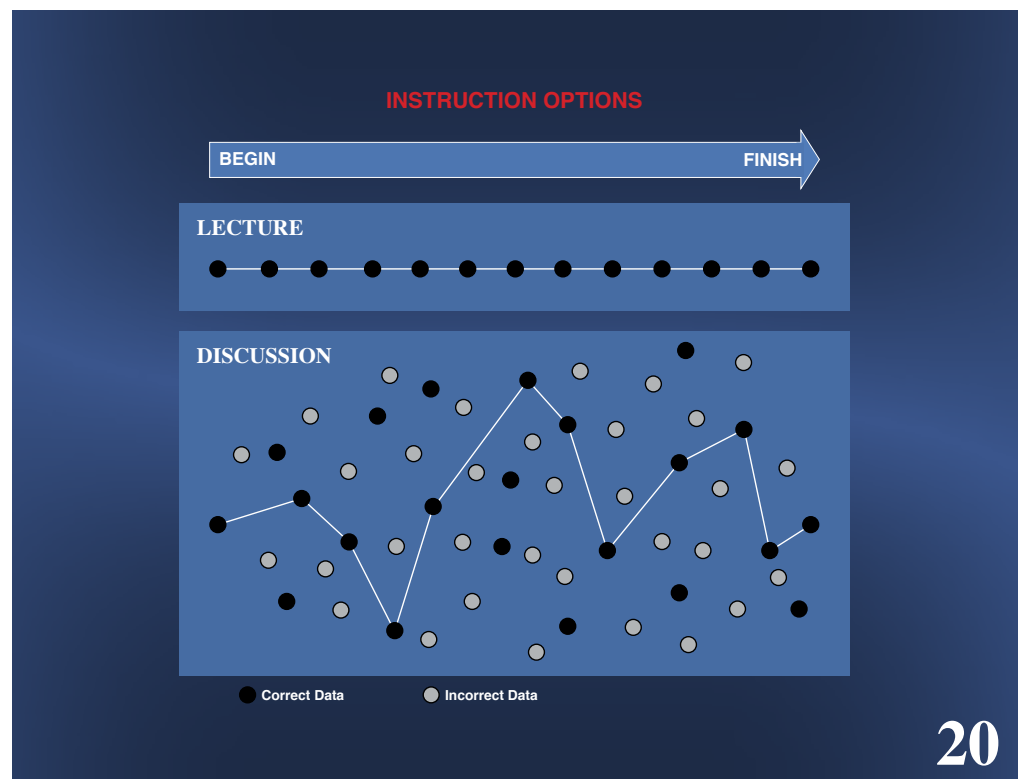 INSTRUCTION OPTIONS
BEGIN FINISH
LECTURE
DISCUSSION
Correct Data Incorrect Data
20